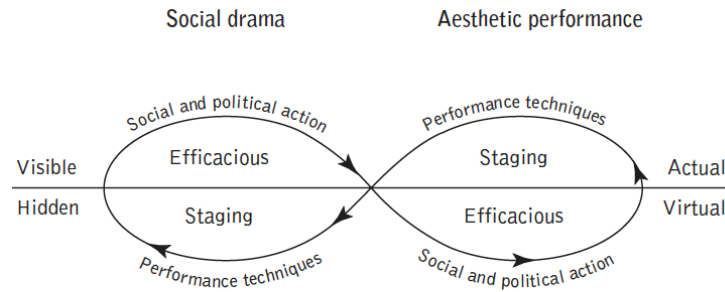 Social drama
Aesthetic performance
Social and political action
Performance techniques
Visible
Efficacious
Staging
Actual
Hidden
Staging
Efficacious
Virtual
Performance techniques
Social and political action